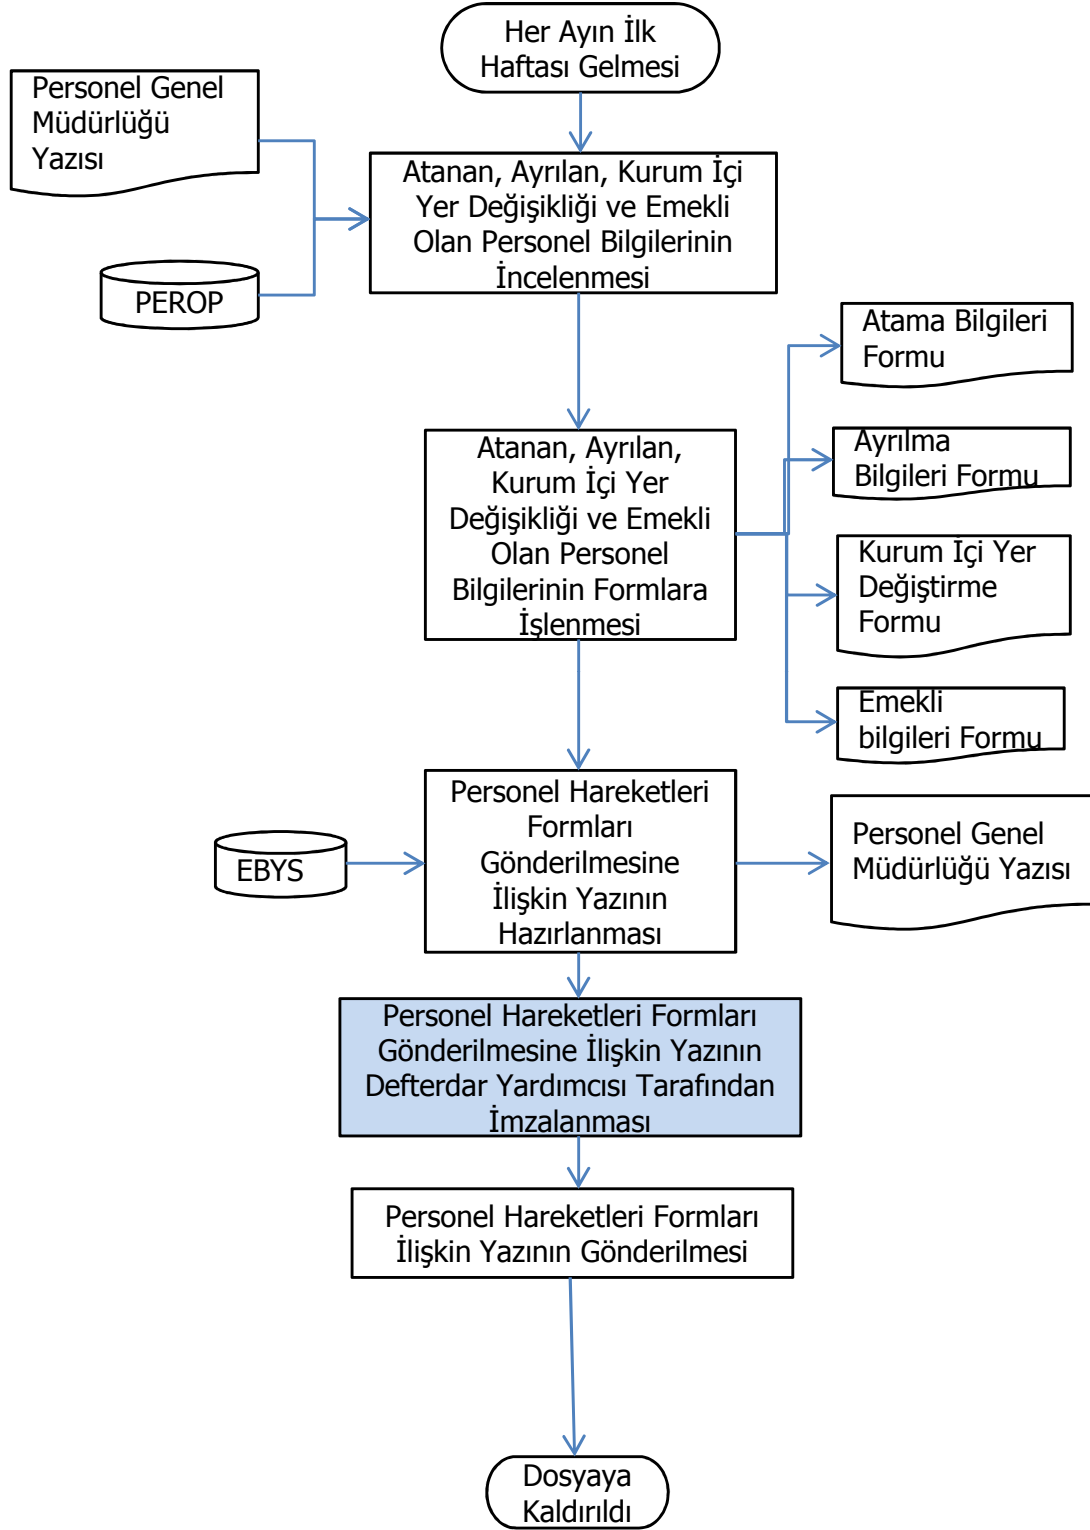 Her Ayın İlk
Haftası Gelmesi
Personel Genel
Müdürlüğü
Yazısı
Atanan, Ayrılan, Kurum İçi
Yer Değişikliği ve Emekli
Olan Personel Bilgilerinin
İncelenmesi
PEROP
Atama Bilgileri
Formu
Atanan, Ayrılan,
Kurum İçi Yer
Değişikliği ve Emekli
Olan Personel
Bilgilerinin Formlara
İşlenmesi
Ayrılma
Bilgileri Formu
Kurum İçi Yer
Değiştirme
Formu
Emekli
bilgileri Formu
Personel Hareketleri
Formları
Gönderilmesine
İlişkin Yazının
Hazırlanması
EBYS
Personel Genel
Müdürlüğü Yazısı
Personel Hareketleri Formları
Gönderilmesine İlişkin Yazının
Defterdar Yardımcısı Tarafından
İmzalanması
Personel Hareketleri Formları
İlişkin Yazının Gönderilmesi
Dosyaya
Kaldırıldı